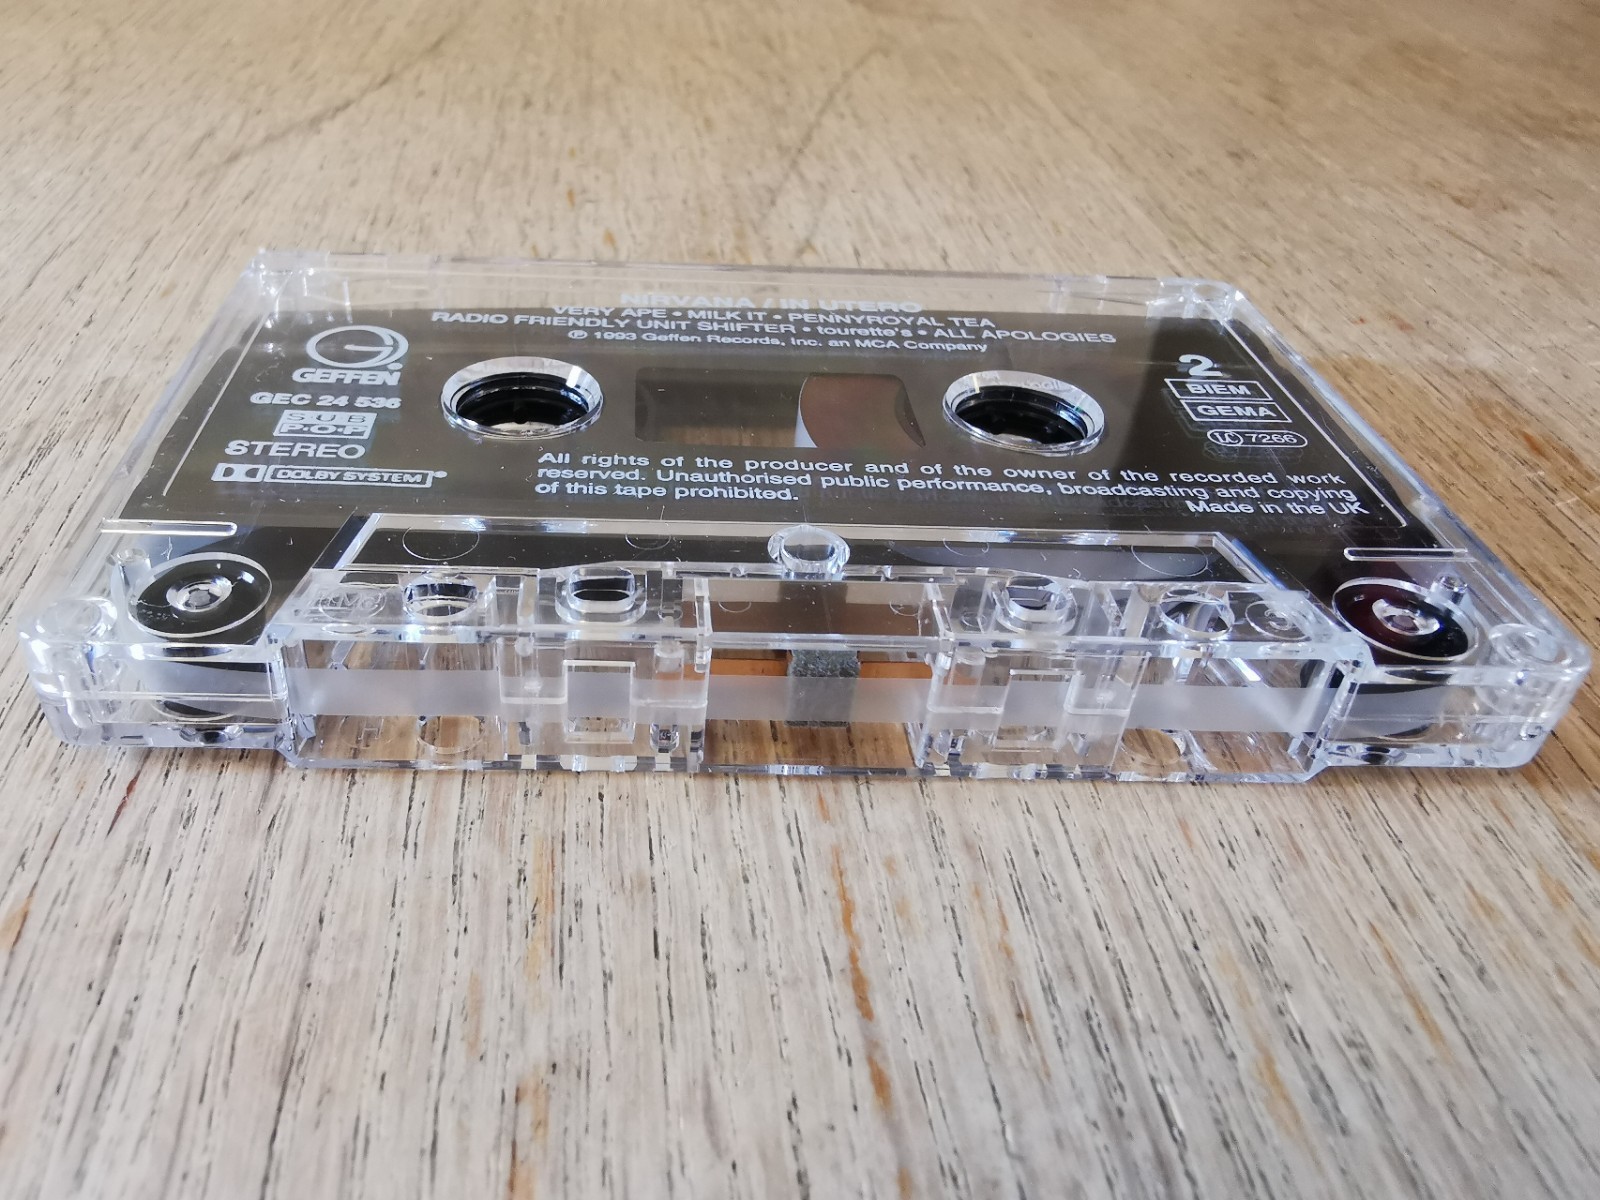 NIRVANA / IN UTERO
VERY APE • MILK IT • PENNYROYAL TEA
RADIO FRIENDLY UNIT SHIFTER • tourette's • ALL APOLOGIES
℗ 1993 Geffen Records, Inc. an MCA Company
G
GEFFEN
GEC 24 536
SUB
P·O·P
STEREO
DOLBY SYSTEM®
2
BIEM
GEMA
LC 7266
All rights of the producer and of the owner of the recorded work
reserved. Unauthorised public performance, broadcasting and copying
of this tape prohibited.
Made in the UK